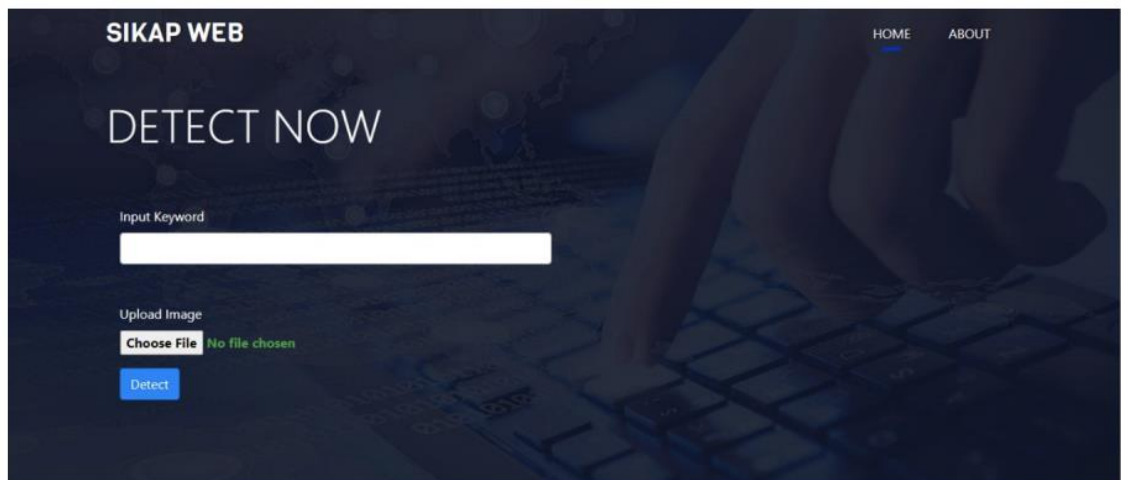 SIKAP WEB
HOME ABOUT
DETECT NOW
Input Keyword
Upload Image
Choose File No file chosen
Detect